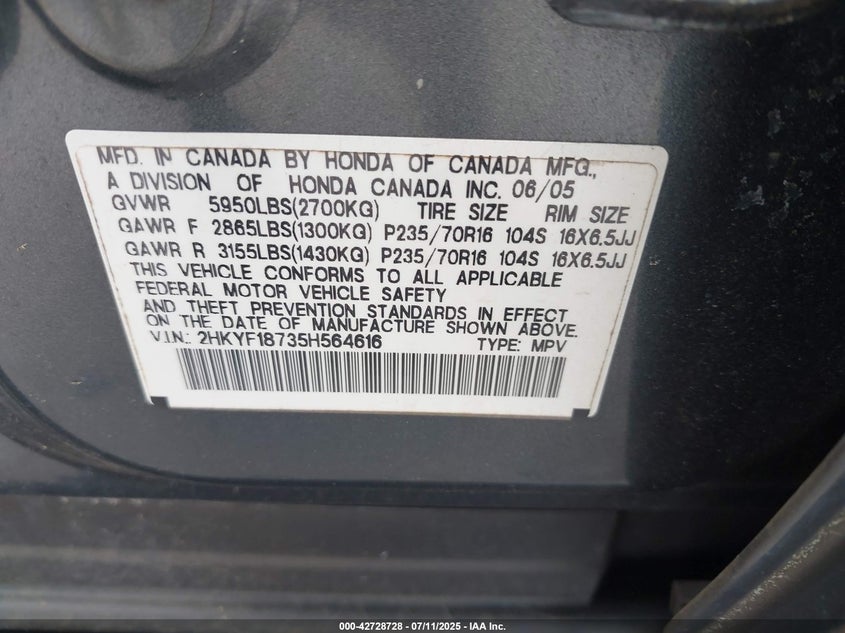 MFD. IN CANADA BY HONDA OF CANADA MFG.,
A DIVISION OF HONDA CANADA INC. 06/05
GVWR 5950LBS(2700KG) TIRE SIZE RIM SIZE
GAWR F 2865LBS(1300KG) P235/70R16 104S 16X6.5JJ
GAWR R 3155LBS(1430KG) P235/70R16 104S 16X6.5JJ
THIS VEHICLE CONFORMS TO ALL APPLICABLE
FEDERAL MOTOR VEHICLE SAFETY
AND THEFT PREVENTION STANDARDS IN EFFECT
ON THE DATE OF MANUFACTURE SHOWN ABOVE.
V.I.N.: 2HKYF18735H564616 TYPE: MPV
000-42728728 - 07/11/2025 - IAA Inc.